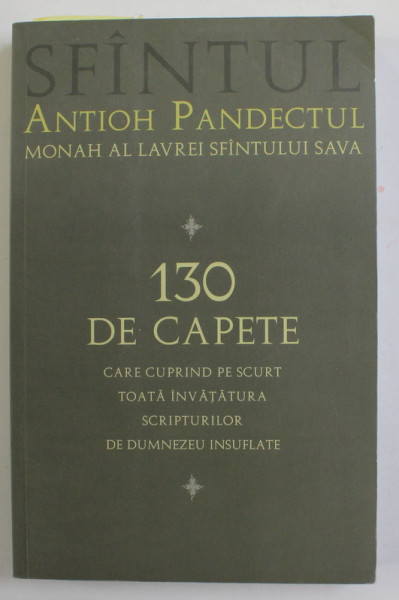 SFÎNTUL
ANTIOH PANDECTUL
MONAH AL LAVREI SFÎNTULUI SAVA
130
DE CAPETE
CARE CUPRIND PE SCURT
TOATĂ ÎNVĂȚĂTURA
SCRIPTURILOR
DE DUMNEZEU INSUFLATE